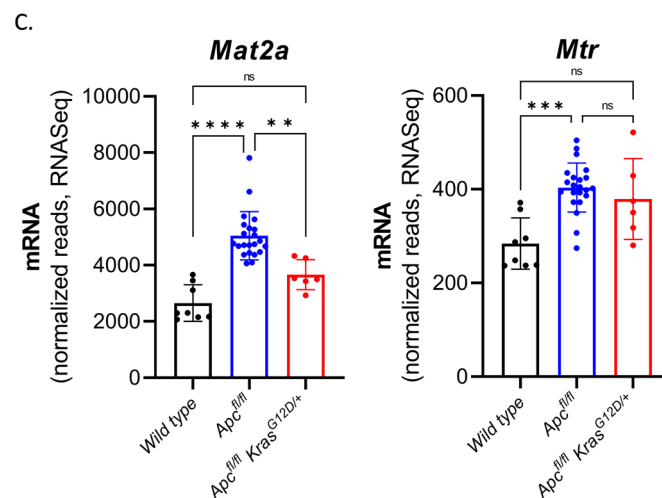 C.
Mat2a
mRNA
(normalized reads, RNASeq)
10000
8000
6000
4000
2000
0
ns
****
**
Wild type
Apc^fl/fl
Apc^fl/fl Kras^G12D/+
Mtr
mRNA
(normalized reads, RNASeq)
600
400
200
0
ns
***
ns
Wild type
Apc^fl/fl
Apc^fl/fl Kras^G12D/+